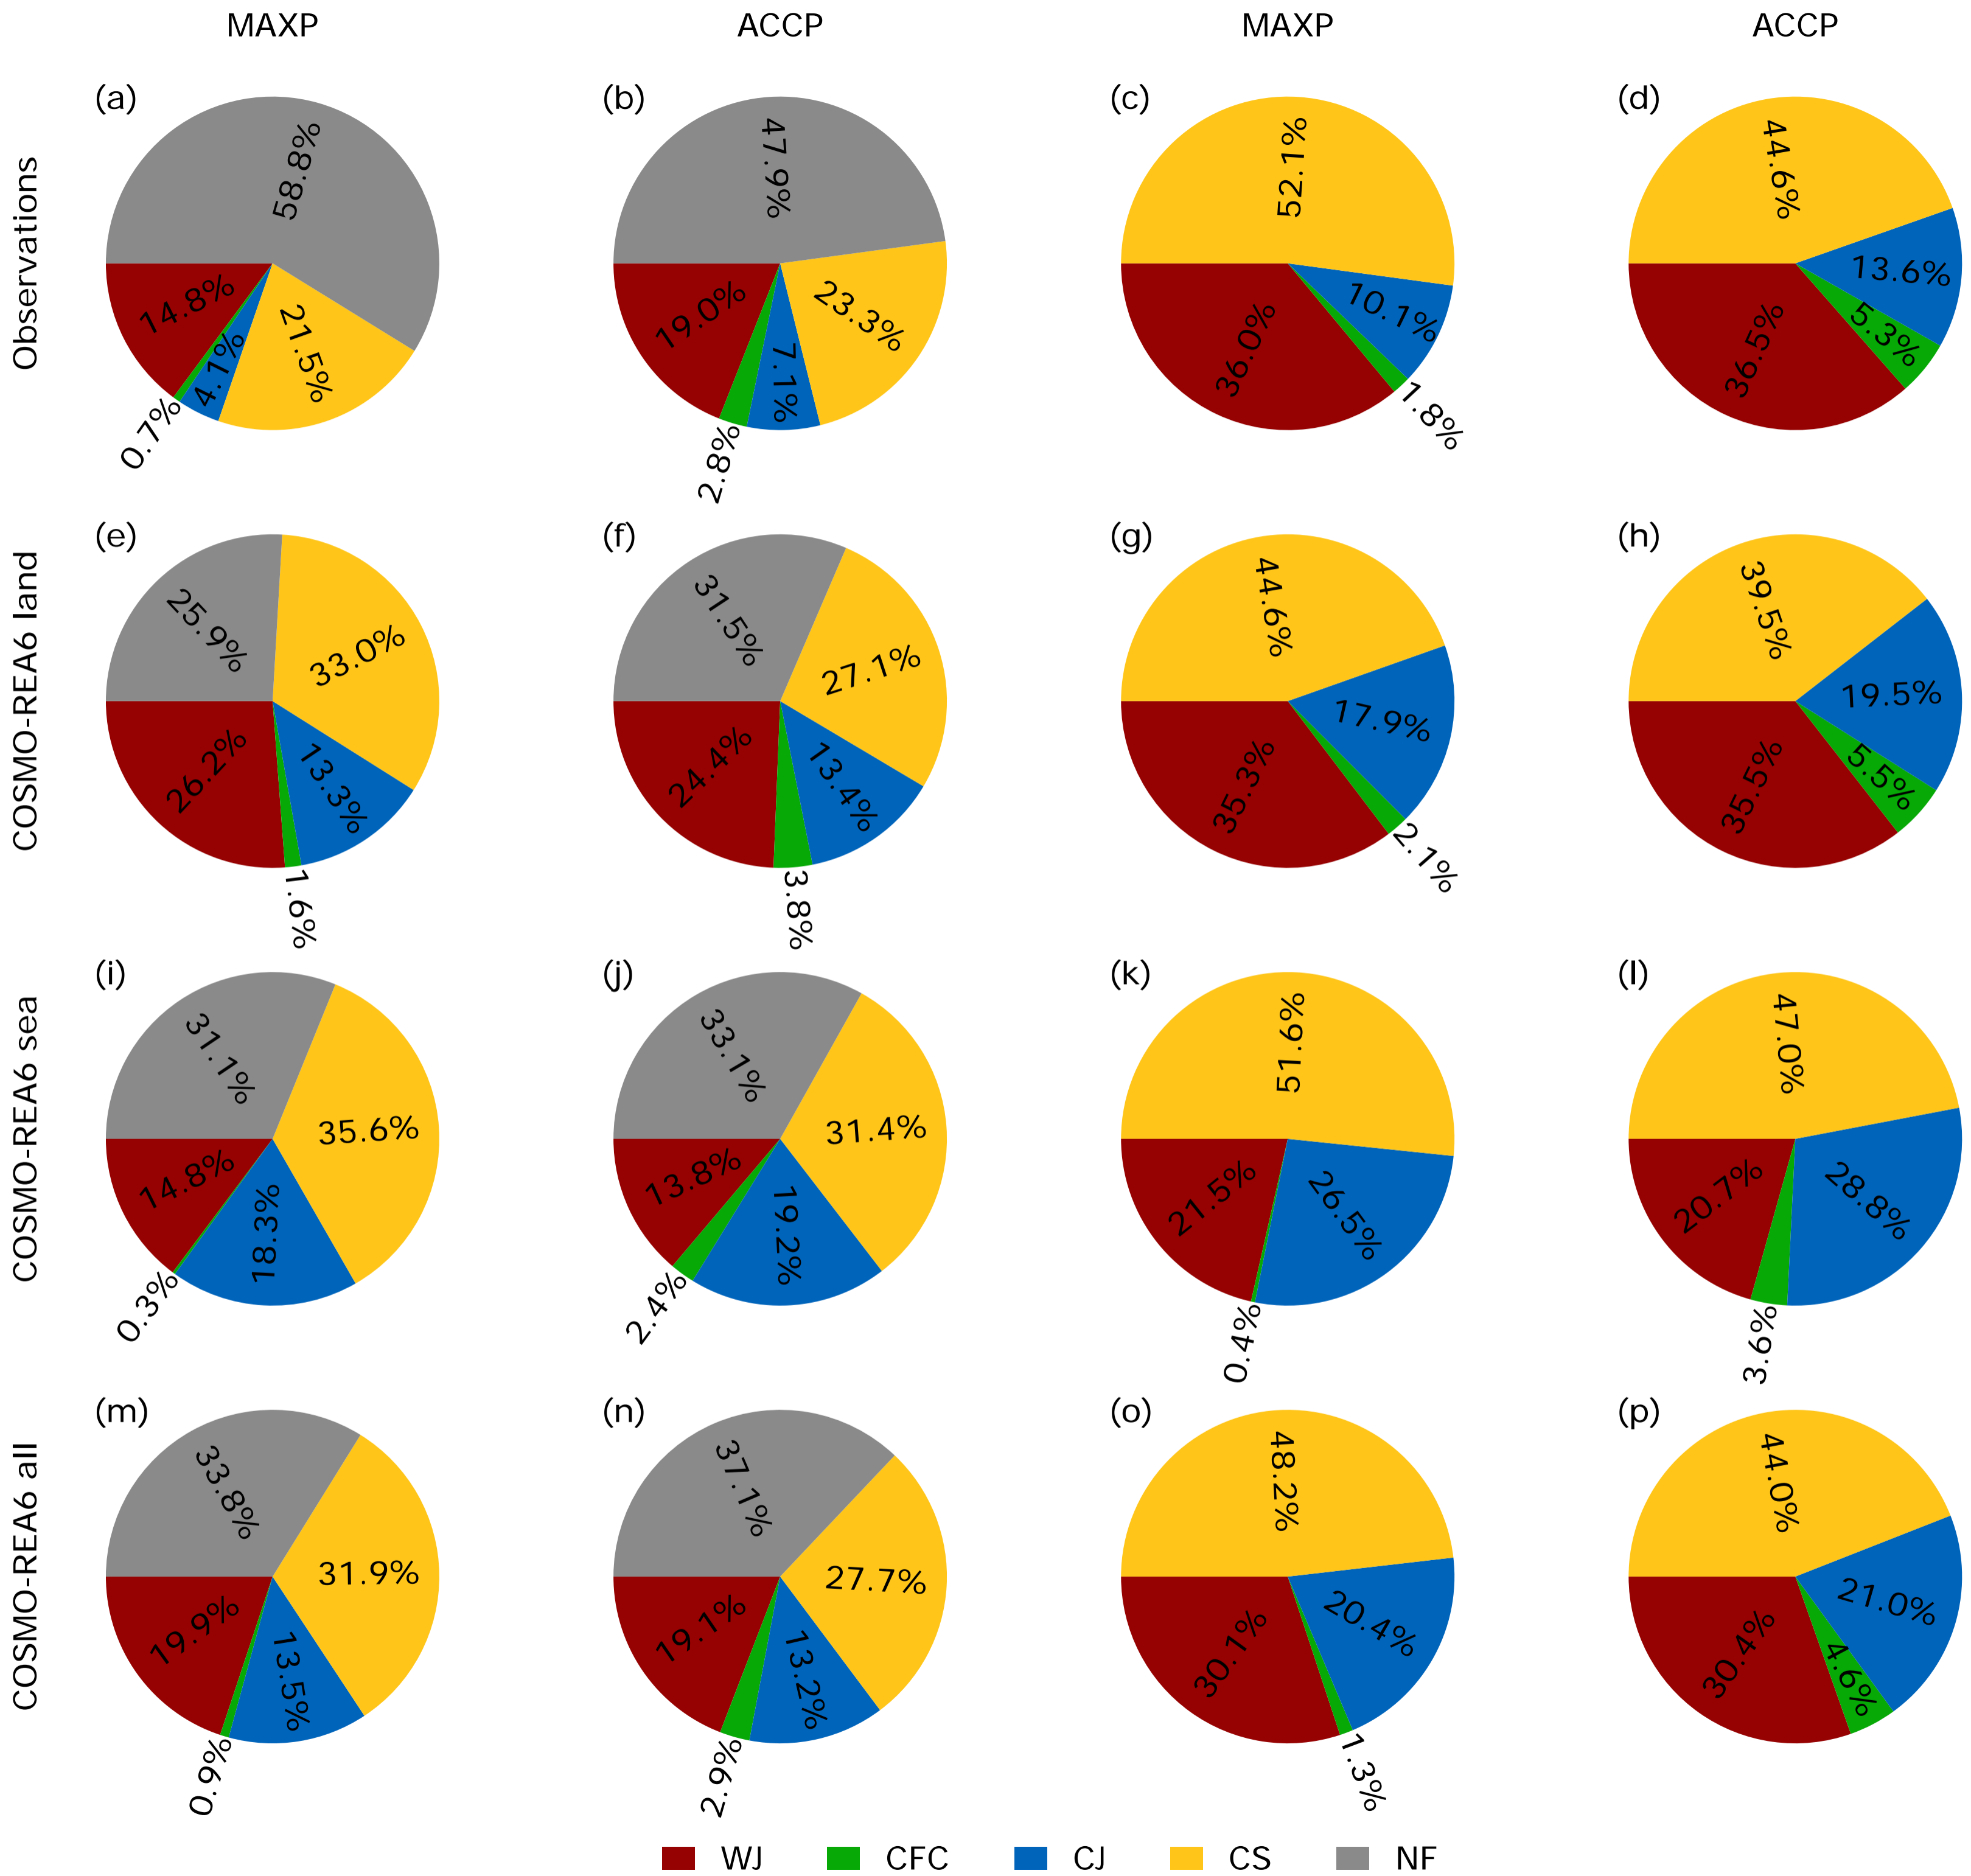 MAXP ACCP MAXP ACCP
Observations
(a) 58.8% 14.8% 0.7% 4.1% 21.5%
(b) 47.9% 19.0% 2.8% 7.1% 23.3%
(c) 52.1% 36.0% 1.8% 10.1%
(d) 44.6% 36.5% 5.3% 13.6%
COSMO-REA6 land
(e) 25.9% 26.2% 1.6% 13.3% 33.0%
(f) 31.5% 24.4% 3.8% 13.4% 27.1%
(g) 44.6% 35.3% 2.1% 17.9%
(h) 39.5% 35.5% 5.5% 19.5%
COSMO-REA6 sea
(i) 31.1% 14.8% 0.3% 18.3% 35.6%
(j) 33.1% 13.8% 2.4% 19.2% 31.4%
(k) 51.6% 21.5% 0.4% 26.5%
(l) 47.0% 20.7% 3.6% 28.8%
COSMO-REA6 all
(m) 33.8% 19.9% 0.9% 13.5% 31.9%
(n) 37.1% 19.1% 2.9% 13.2% 27.7%
(o) 48.2% 30.1% 1.3% 20.4%
(p) 44.0% 30.4% 4.6% 21.0%
WJ CFC CJ CS NF